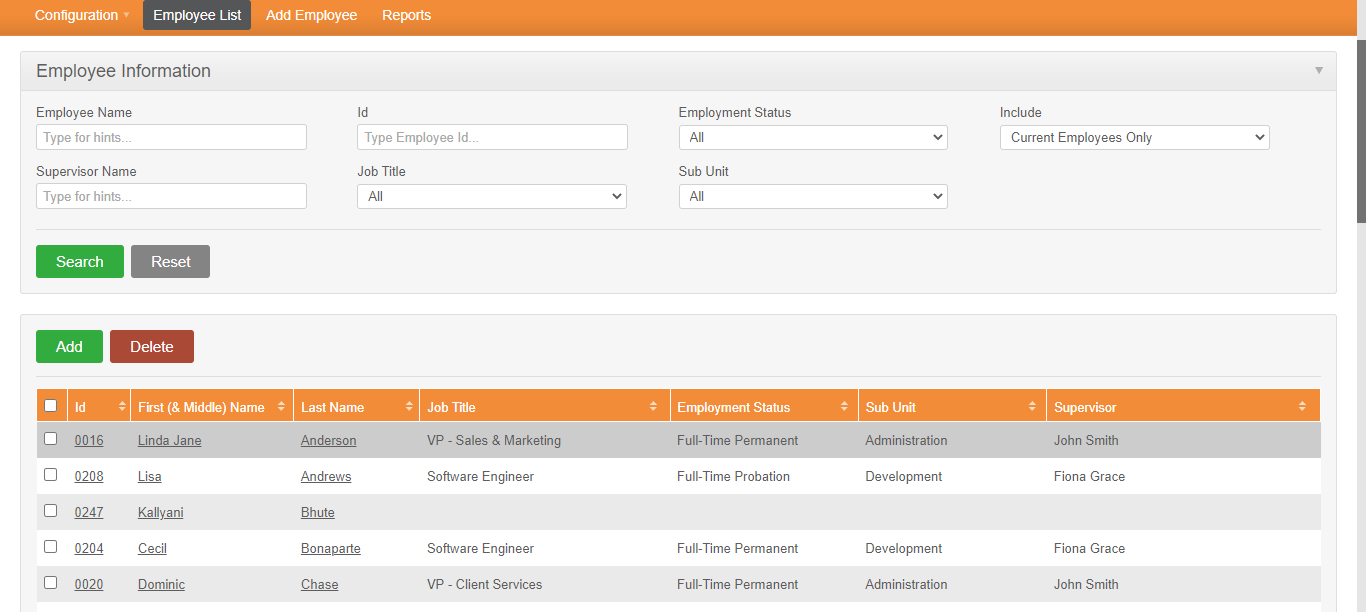 Configuration Employee List Add Employee Reports
Employee Information
Employee Name Id Employment Status Include
Type for hints... Type Employee Id... All Current Employees Only
Supervisor Name Job Title Sub Unit
Type for hints... All All
Search Reset
Add Delete
Id First (& Middle) Name Last Name Job Title Employment Status Sub Unit Supervisor
0016 Linda Jane Anderson VP - Sales & Marketing Full-Time Permanent Administration John Smith
0208 Lisa Andrews Software Engineer Full-Time Probation Development Fiona Grace
0247 Kallyani Bhute
0204 Cecil Bonaparte Software Engineer Full-Time Permanent Development Fiona Grace
0020 Dominic Chase VP - Client Services Full-Time Permanent Administration John Smith